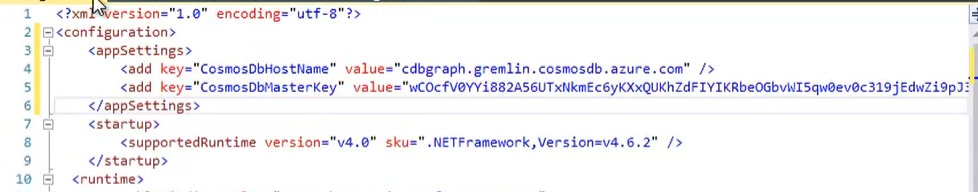 1 <?xml version="1.0" encoding="utf-8"?>
2 <configuration>
3 <appSettings>
4 <add key="CosmosDbHostName" value="cdbgraph.gremlin.cosmosdb.azure.com" />
5 <add key="CosmosDbMasterKey" value="
6 </appSettings>
7 <startup>
8 <supportedRuntime version="v4.0" sku=".NETFramework,Version=v4.6.2" />
9 </startup>
10 <runtime>